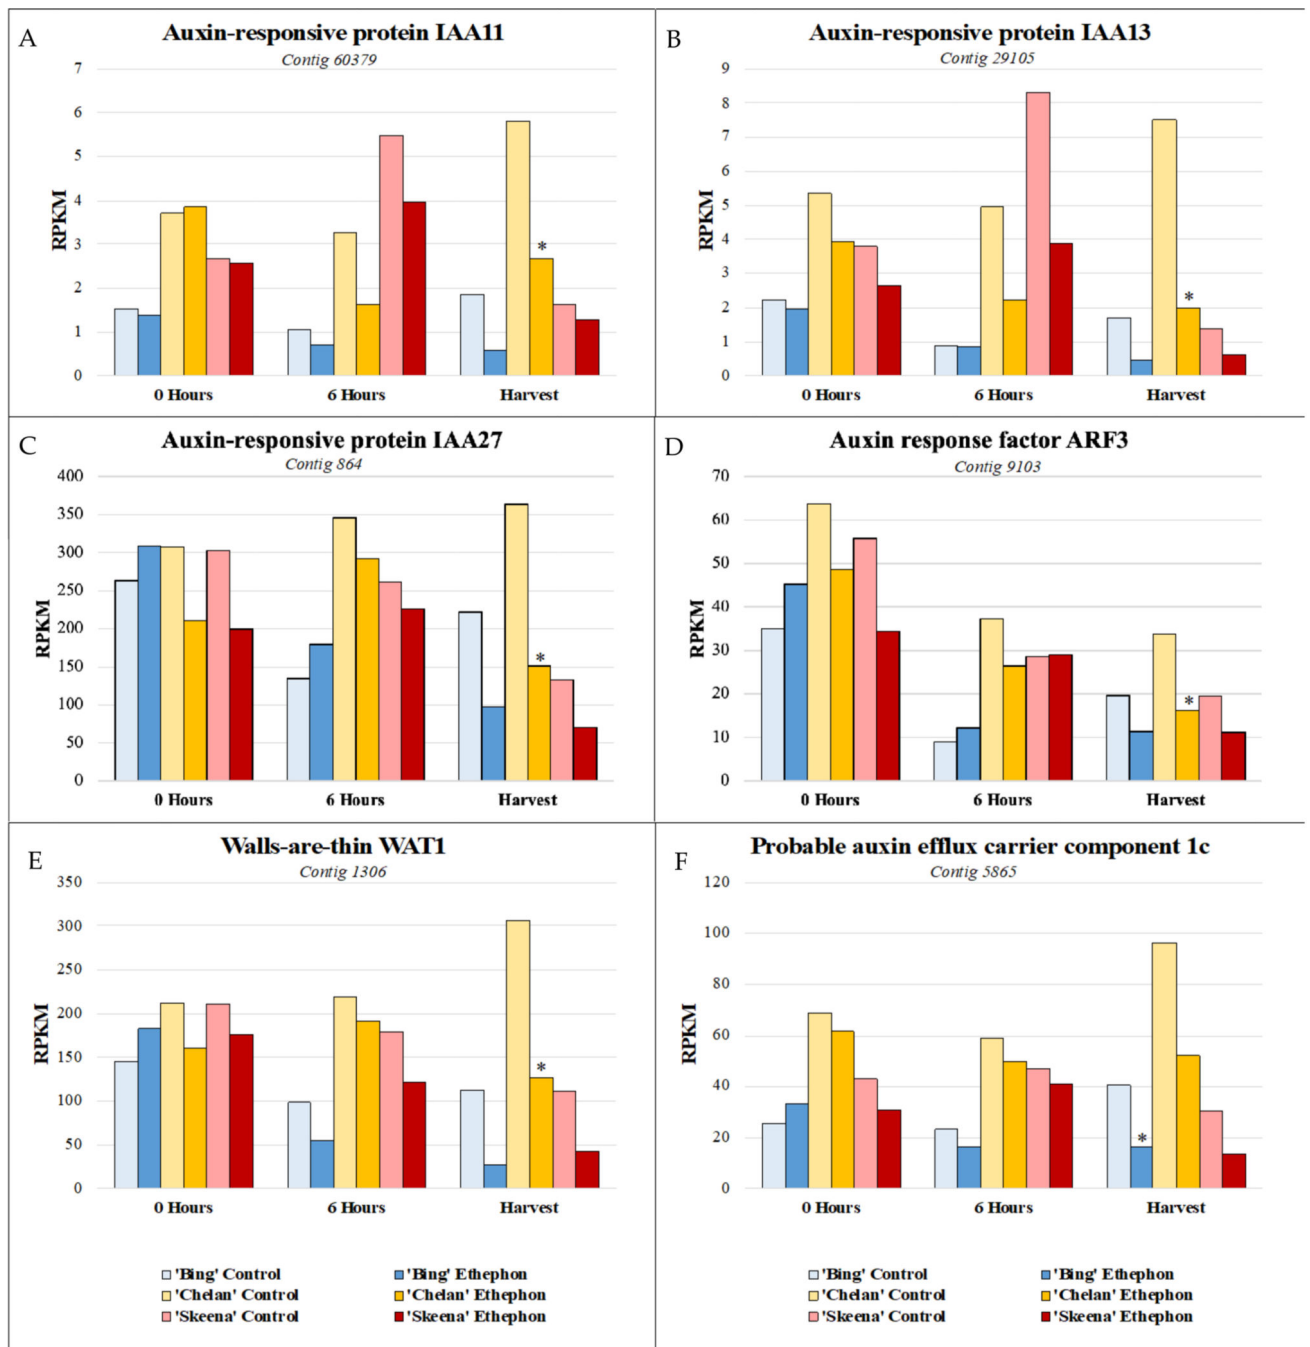 A
Auxin-responsive protein IAA11
Contig 60379
7
6
5
4
3
2
1
0
RPKM
*
0 Hours
6 Hours
Harvest
B
Auxin-responsive protein IAA13
Contig 29105
9
8
7
6
5
4
3
2
1
0
RPKM
*
0 Hours
6 Hours
Harvest
C
Auxin-responsive protein IAA27
Contig 864
400
350
300
250
200
150
100
50
0
RPKM
*
0 Hours
6 Hours
Harvest
D
Auxin response factor ARF3
Contig 9103
70
60
50
40
30
20
10
0
RPKM
*
0 Hours
6 Hours
Harvest
E
Walls-are-thin WAT1
Contig 1306
350
300
250
200
150
100
50
0
RPKM
*
0 Hours
6 Hours
Harvest
'Bing' Control
'Bing' Ethephon
'Chelan' Control
'Chelan' Ethephon
'Skeena' Control
'Skeena' Ethephon
F
Probable auxin efflux carrier component 1c
Contig 5865
120
100
80
60
40
20
0
RPKM
*
0 Hours
6 Hours
Harvest
'Bing' Control
'Bing' Ethephon
'Chelan' Control
'Chelan' Ethephon
'Skeena' Control
'Skeena' Ethephon